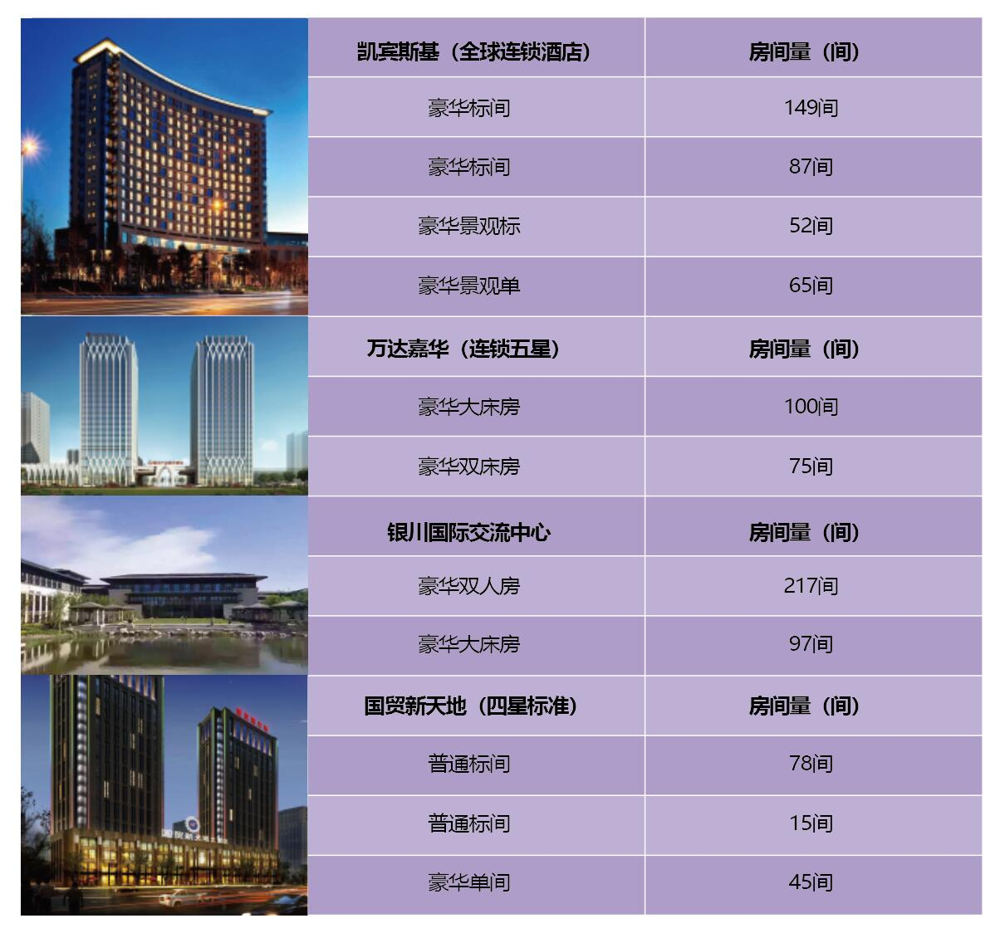 凯宾斯基（全球连锁酒店） 房间量（间）
豪华标间 149间
豪华标间 87间
豪华景观标 52间
豪华景观单 65间
万达嘉华（连锁五星） 房间量（间）
豪华大床房 100间
豪华双床房 75间
银川国际交流中心 房间量（间）
豪华双人房 217间
豪华大床房 97间
国贸新天地（四星标准） 房间量（间）
普通标间 78间
普通标间 15间
豪华单间 45间